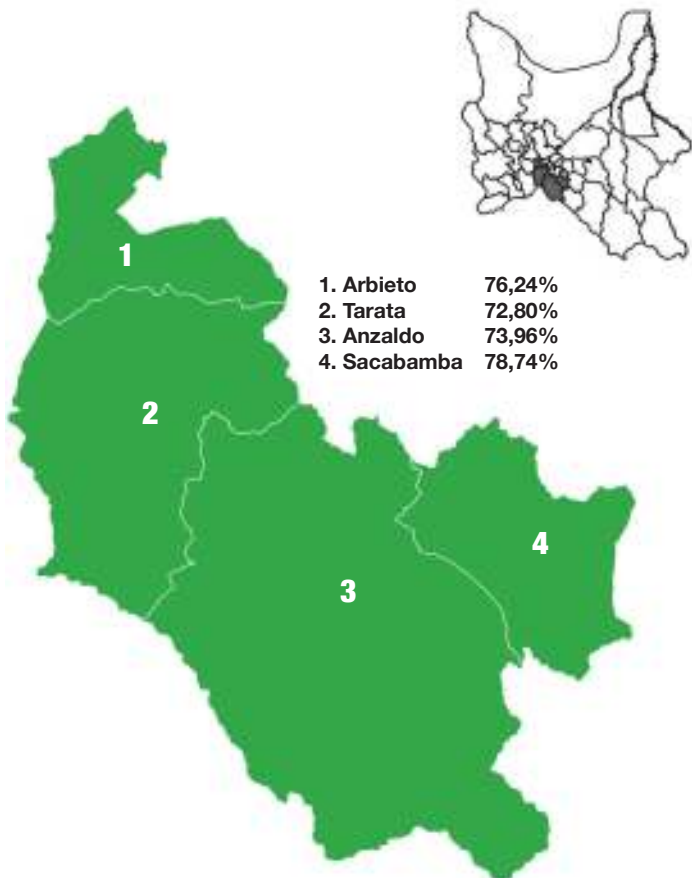 1
1. Arbieto 76,24%
2. Tarata 72,80%
3. Anzaldo 73,96%
4. Sacabamba 78,74%
2
4
3